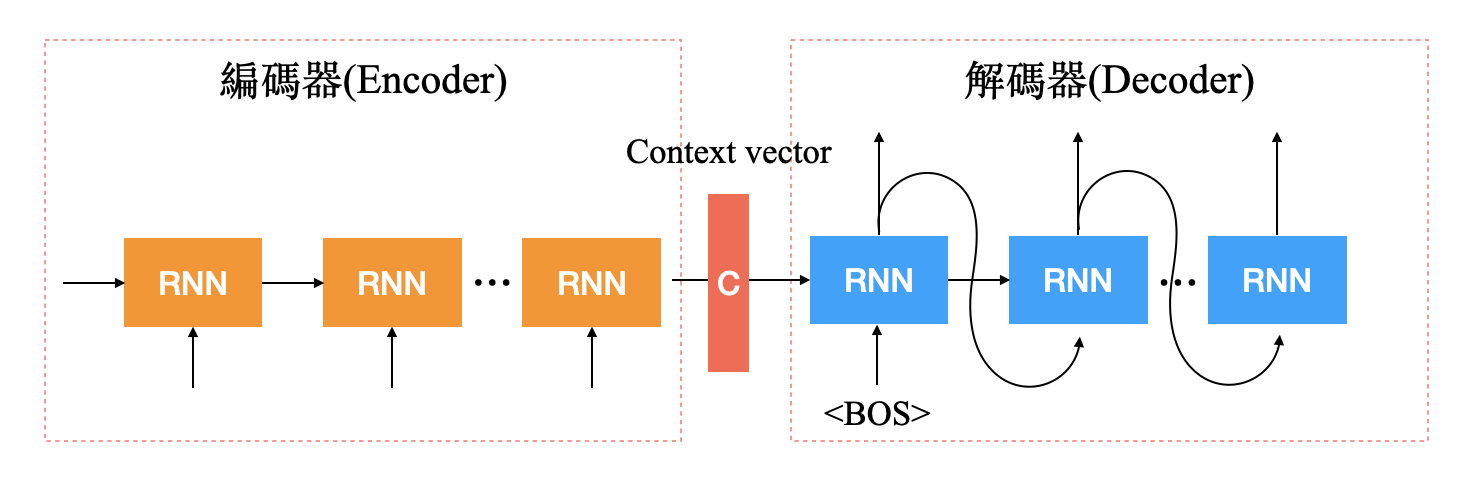 編碼器(Encoder)
解碼器(Decoder)
Context vector
RNN
RNN
...
RNN
C
RNN
RNN
...
RNN
<BOS>